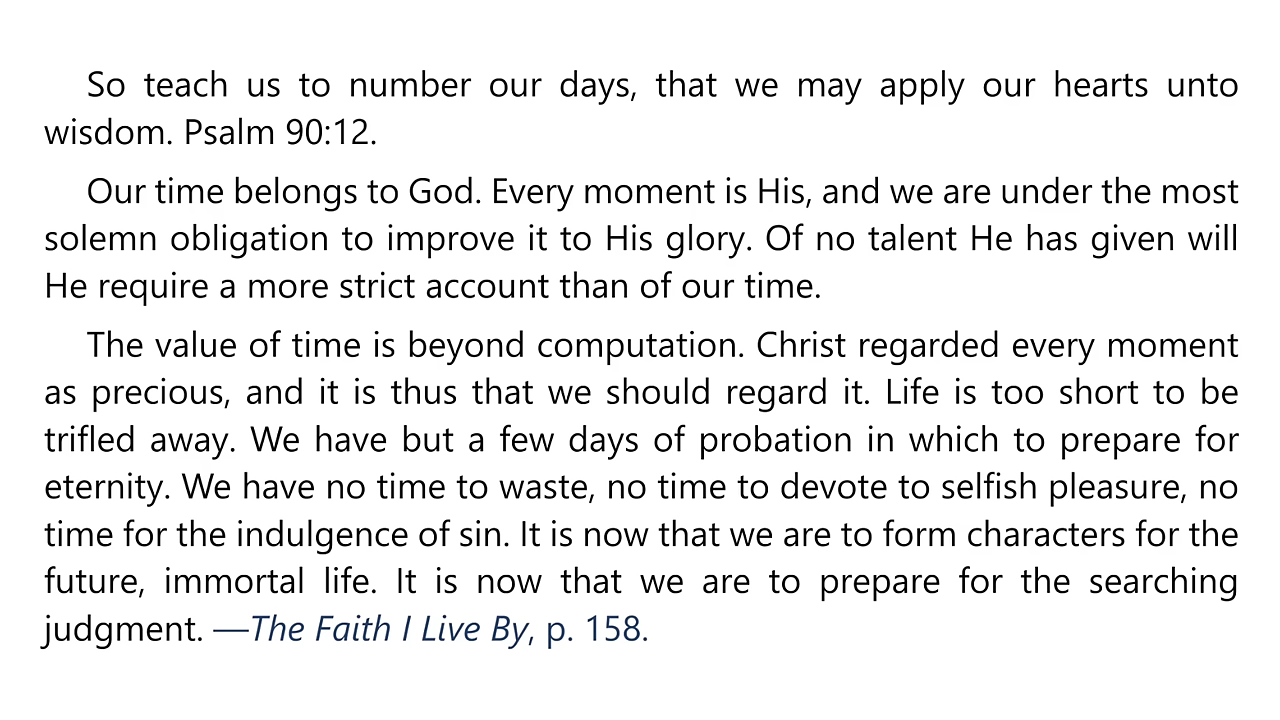 So teach us to number our days, that we may apply our hearts unto
wisdom. Psalm 90:12.
Our time belongs to God. Every moment is His, and we are under the most
solemn obligation to improve it to His glory. Of no talent He has given will
He require a more strict account than of our time.
The value of time is beyond computation. Christ regarded every moment
as precious, and it is thus that we should regard it. Life is too short to be
trifled away. We have but a few days of probation in which to prepare for
eternity. We have no time to waste, no time to devote to selfish pleasure, no
time for the indulgence of sin. It is now that we are to form characters for the
future, immortal life. It is now that we are to prepare for the searching
judgment. —The Faith I Live By, p. 158.